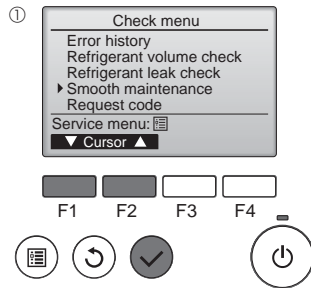 ①
Check menu
Error history
Refrigerant volume check
Refrigerant leak check
Smooth maintenance
Request code
Service menu:
▼ Cursor ▲
F1 F2 F3 F4